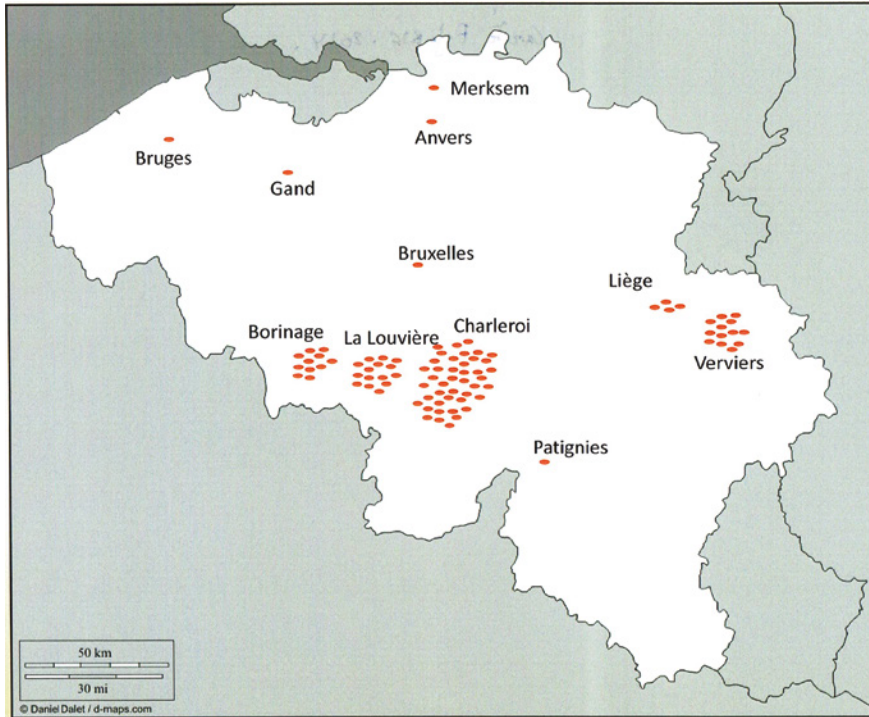 Merksem
Anvers
Bruges
Gand
Bruxelles
Liège
Borinage
La Louvière
Charleroi
Verviers
Patignies
50 km
30 mi
© Daniel Dalet / d-maps.com